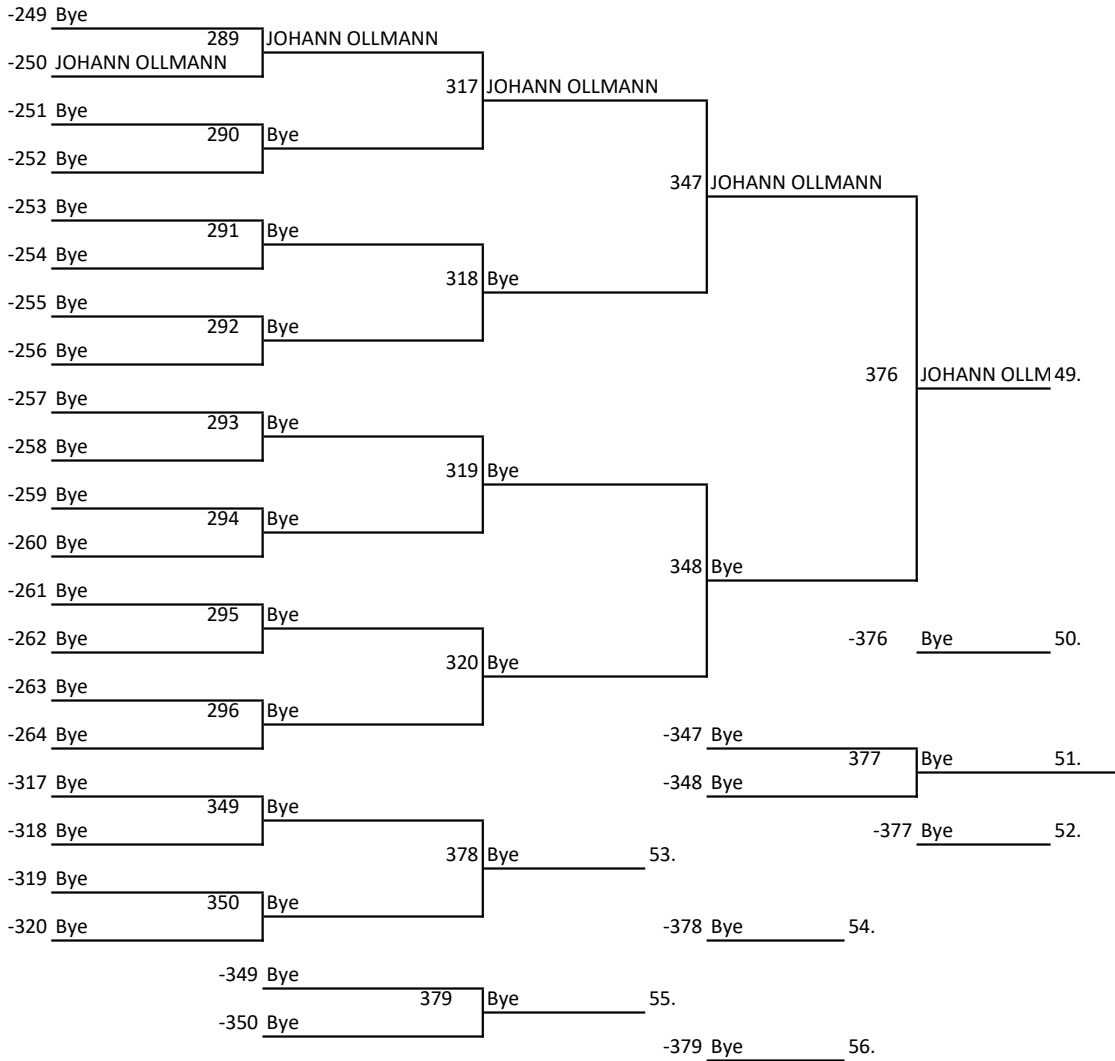 -249 Bye
289 JOHANN OLLMANN
-250 JOHANN OLLMANN
317 JOHANN OLLMANN
-251 Bye
290 Bye
-252 Bye
347 JOHANN OLLMANN
-253 Bye
291 Bye
-254 Bye
318 Bye
-255 Bye
292 Bye
-256 Bye
376 JOHANN OLLM 49.
-257 Bye
293 Bye
-258 Bye
319 Bye
-259 Bye
294 Bye
-260 Bye
348 Bye
-261 Bye
295 Bye
-262 Bye
-376 Bye 50.
320 Bye
-263 Bye
296 Bye
-264 Bye
-347 Bye
377 Bye 51.
-348 Bye
-317 Bye
349 Bye
-318 Bye
-377 Bye 52.
378 Bye 53.
-319 Bye
350 Bye
-320 Bye
-378 Bye 54.
-349 Bye
379 Bye 55.
-350 Bye
-379 Bye 56.